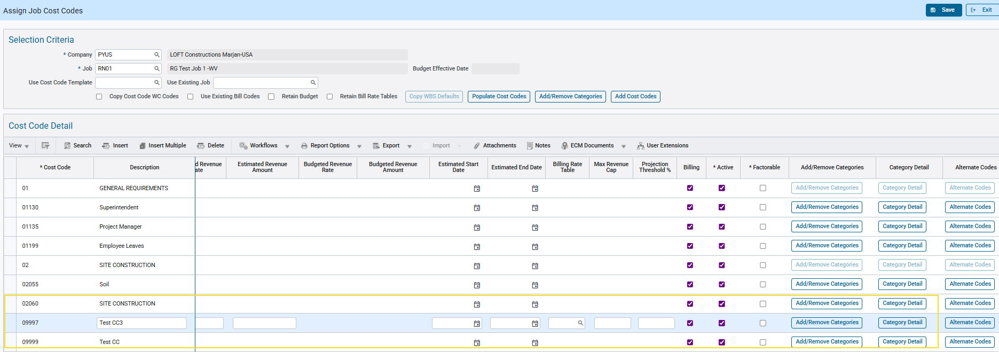 Assign Job Cost Codes
Save Exit
Selection Criteria
* Company PYUS LOFT Constructions Marjan-USA
* Job RN01 RG Test Job 1 -WV Budget Effective Date
Use Cost Code Template Use Existing Job
Copy Cost Code WC Codes Use Existing Bill Codes Retain Budget Retain Bill Rate Tables Copy WBS Defaults Populate Cost Codes Add/Remove Categories Add Cost Codes
Cost Code Detail
View Search Insert Insert Multiple Delete Workflows Report Options Export Import Attachments Notes ECM Documents User Extensions
* Cost Code Description d Revenue ate Estimated Revenue Amount Budgeted Revenue Rate Budgeted Revenue Amount Estimated Start Date Estimated End Date Billing Rate Table Max Revenue Cap Projection Threshold % Billing * Active * Factorable Add/Remove Categories Category Detail Alternate Codes
01 GENERAL REQUIREMENTS Add/Remove Categories Category Detail Alternate Codes
01130 Superintendent Add/Remove Categories Category Detail Alternate Codes
01135 Project Manager Add/Remove Categories Category Detail Alternate Codes
01199 Employee Leaves Add/Remove Categories Category Detail Alternate Codes
02 SITE CONSTRUCTION Add/Remove Categories Category Detail Alternate Codes
02055 Soil Add/Remove Categories Category Detail Alternate Codes
02060 SITE CONSTRUCTION Add/Remove Categories Category Detail Alternate Codes
09997 Test CC3 Add/Remove Categories Category Detail Alternate Codes
09999 Test CC Add/Remove Categories Category Detail Alternate Codes